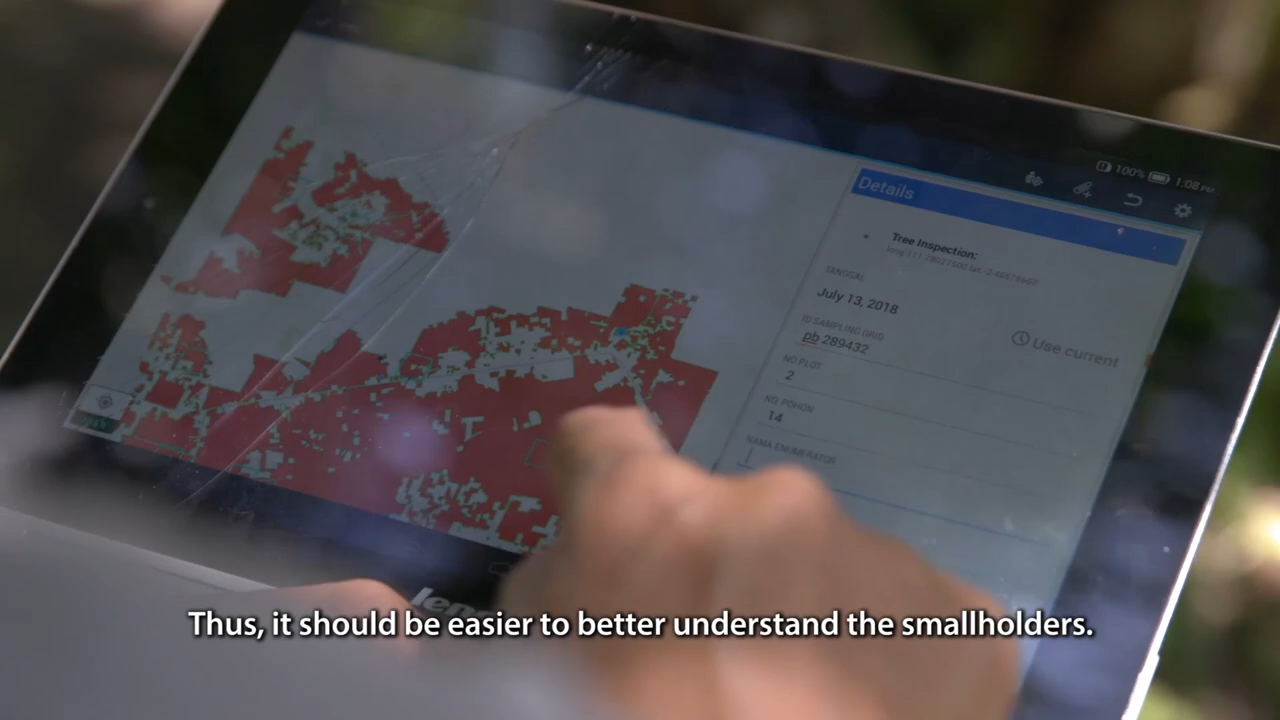 100% 1:08 PM
Details
Tree Inspection:
TANGGAL
July 13, 2018
ID SAMPLING GRID
pb 289432
Use current
NO PLOT
2
NO. POHON
14
NAMA ENUMERATOR
Thus, it should be easier to better understand the smallholders.